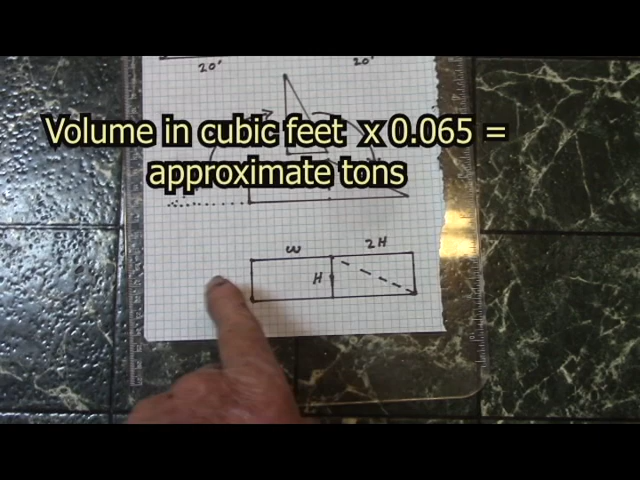 20' 20'
Volume in cubic feet x 0.065 =
approximate tons
w 2H
H